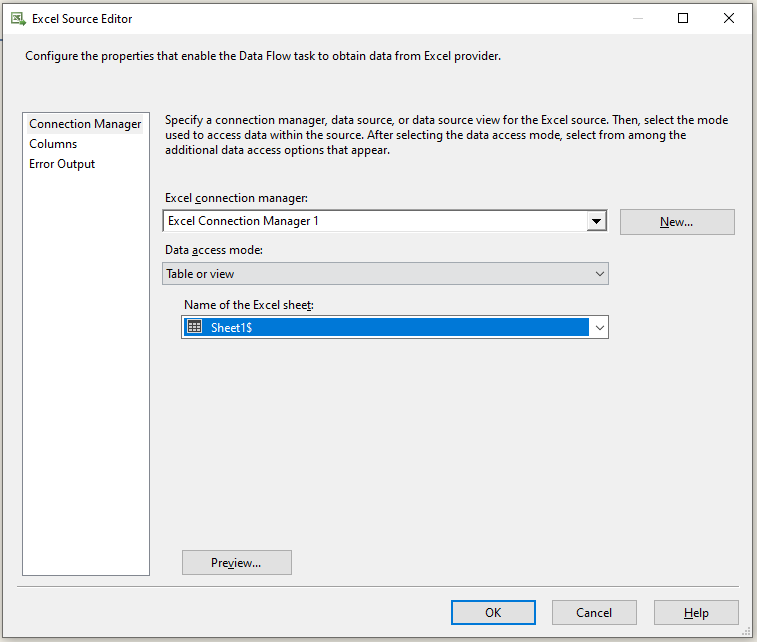 Excel Source Editor
Configure the properties that enable the Data Flow task to obtain data from Excel provider.
Connection Manager
Columns
Error Output
Specify a connection manager, data source, or data source view for the Excel source. Then, select the mode
used to access data within the source. After selecting the data access mode, select from among the
additional data access options that appear.
Excel connection manager:
Excel Connection Manager 1
New...
Data access mode:
Table or view
Name of the Excel sheet:
Sheet1$
Preview...
OK
Cancel
Help